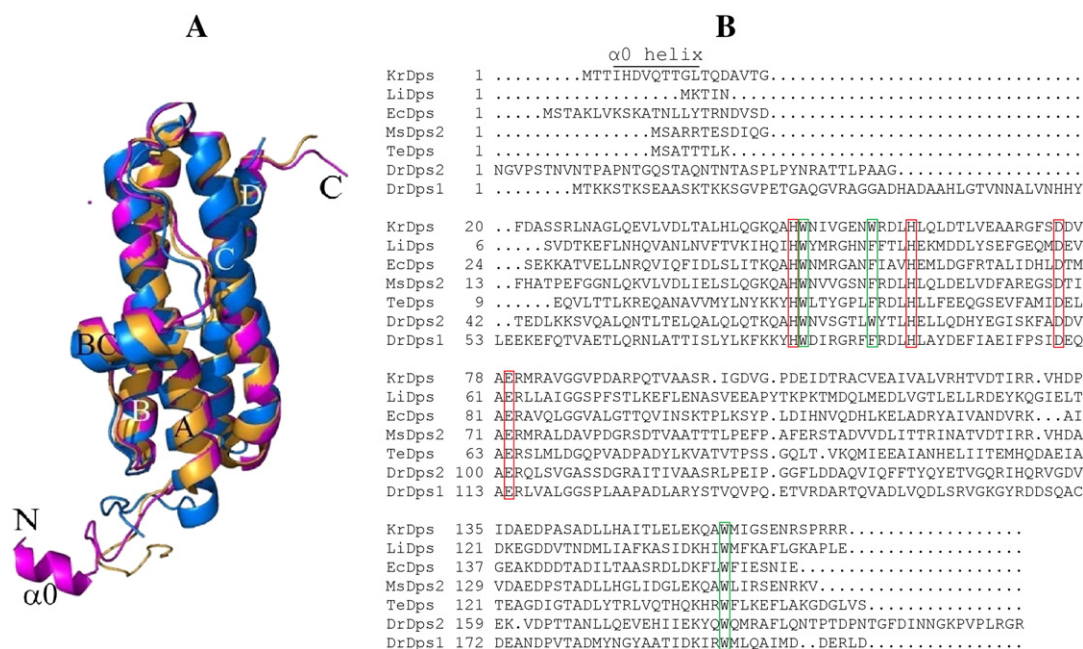 A
B
α0 helix
KrDps 1 .......MTTIHDVQTTGLTQDAVTG............................
LiDps 1 ...............MKTIN..................................
EcDps 1 ....MSTAKLVKSKATNLLYTRNDVSD...........................
MsDps2 1 .............MSARRTESDIQG.............................
TeDps 1 .............MSATTTLK.................................
DrDps2 1 NGVPSTNVNTPAPNTGQSTAQNTNTASPLPYNRATTLPAAG.............
DrDps1 1 .......MTKKSTKSEAASKTKKSGVPETGAQGVRAGGADHADAAHLGTVNNALVNHHY
KrDps 20 ..FDASSRLNAGLQEVLVDLTALHLQGKQAHWNIVGENWRDLHLQLDTLVEAARGFSDDV
LiDps 6 ...SVDTKEFLNHQVANLNVFTVKIHQIHWYMRGHNFFTLHEKMDDLYSEFGEQMDEV
EcDps 24 ...SEKKATVELLNRQVIQFIDLSLITKQAHWNMRGANFIAVHEMLDGFRTALIDHLDTM
MsDps2 13 ..FHATPEFGGNLQKVLVDLIELSLQGKQAHWNVVGSNFRDLHLQLDELVDFAREGSDTI
TeDps 9 ....EQVLTTLKREQANAVVMYLNYKKYHWLTYGPLFRDLHLLFEEQGSEVFAMIDEL
DrDps2 42 ..TEDLKKSVQALQNTLTELQALQLQTKQAHWNVSGTLWYTLHELLQDHYEGISKFADDV
DrDps1 53 LEEKEFQTVAETLQRNLATTISLYLKFKKYHWDIRGRFFRDLHLAYDEFIAEIFPSIDEQ
KrDps 78 AERMRAVGGVPDARPQTVAASR.IGDVG.PDEIDTRACVEAIVALVRHTVDTIRR.VHDP
LiDps 61 AERLLAIGGSPFSTLKEFLENASVEEAPYTKPKTMDQLMEDLVGTLELLRDEYKQGIELT
EcDps 81 AERAVQLGGVALGTTQVINSKTPLKSYP.LDIHNVQDHLKELADRYAIVANDVRK...AI
MsDps2 71 AERMRALDAVPDGRSDTVAATTTLPEFP.AFERSTADVVDLITTRINATVDTIRR.VHDA
TeDps 63 AERSLMLDGQPVADPADYLKVATVTPSS.GQLT.VKQMIEEAIANHELIITEMHQDAEIA
DrDps2 100 AERQLSVGASSDGRAITIVAASRLPEIP.GGFLDDAQVIQFFTYQYETVGQRIHQRVGDV
DrDps1 113 AERLVALGGSPLAAPADLARYSTVQVPQ.ETVRDARTQVADLVQDLSRVGKGYRDDSQAC
KrDps 135 IDAEDPASADLLHAITLELEKQAWMIGSENRSPRRR..................
LiDps 121 DKEGDDVTNDMLIAFKASIDKHIWMFKAFLGKAPLE..................
EcDps 137 GEAKDDDTADILTAASRDLDKFLWFIESNIE.......................
MsDps2 129 VDAEDPSTADLLHGLIDGLEKQAWLIRSENRKV.....................
TeDps 121 TEAGDIGTADLYTRLVQTHQKHRWFLKEFLAKGDGLVS................
DrDps2 159 EK.VDPTTANLLQEVEHIIEKYQWQMRAFLQNTPTDPNTGFDINNGKPVPLRGR
DrDps1 172 DEANDPVTADMYNGYAATIDKIRWMLQAIMD..DERLD................
D
C
C
BC
B
A
N
α0